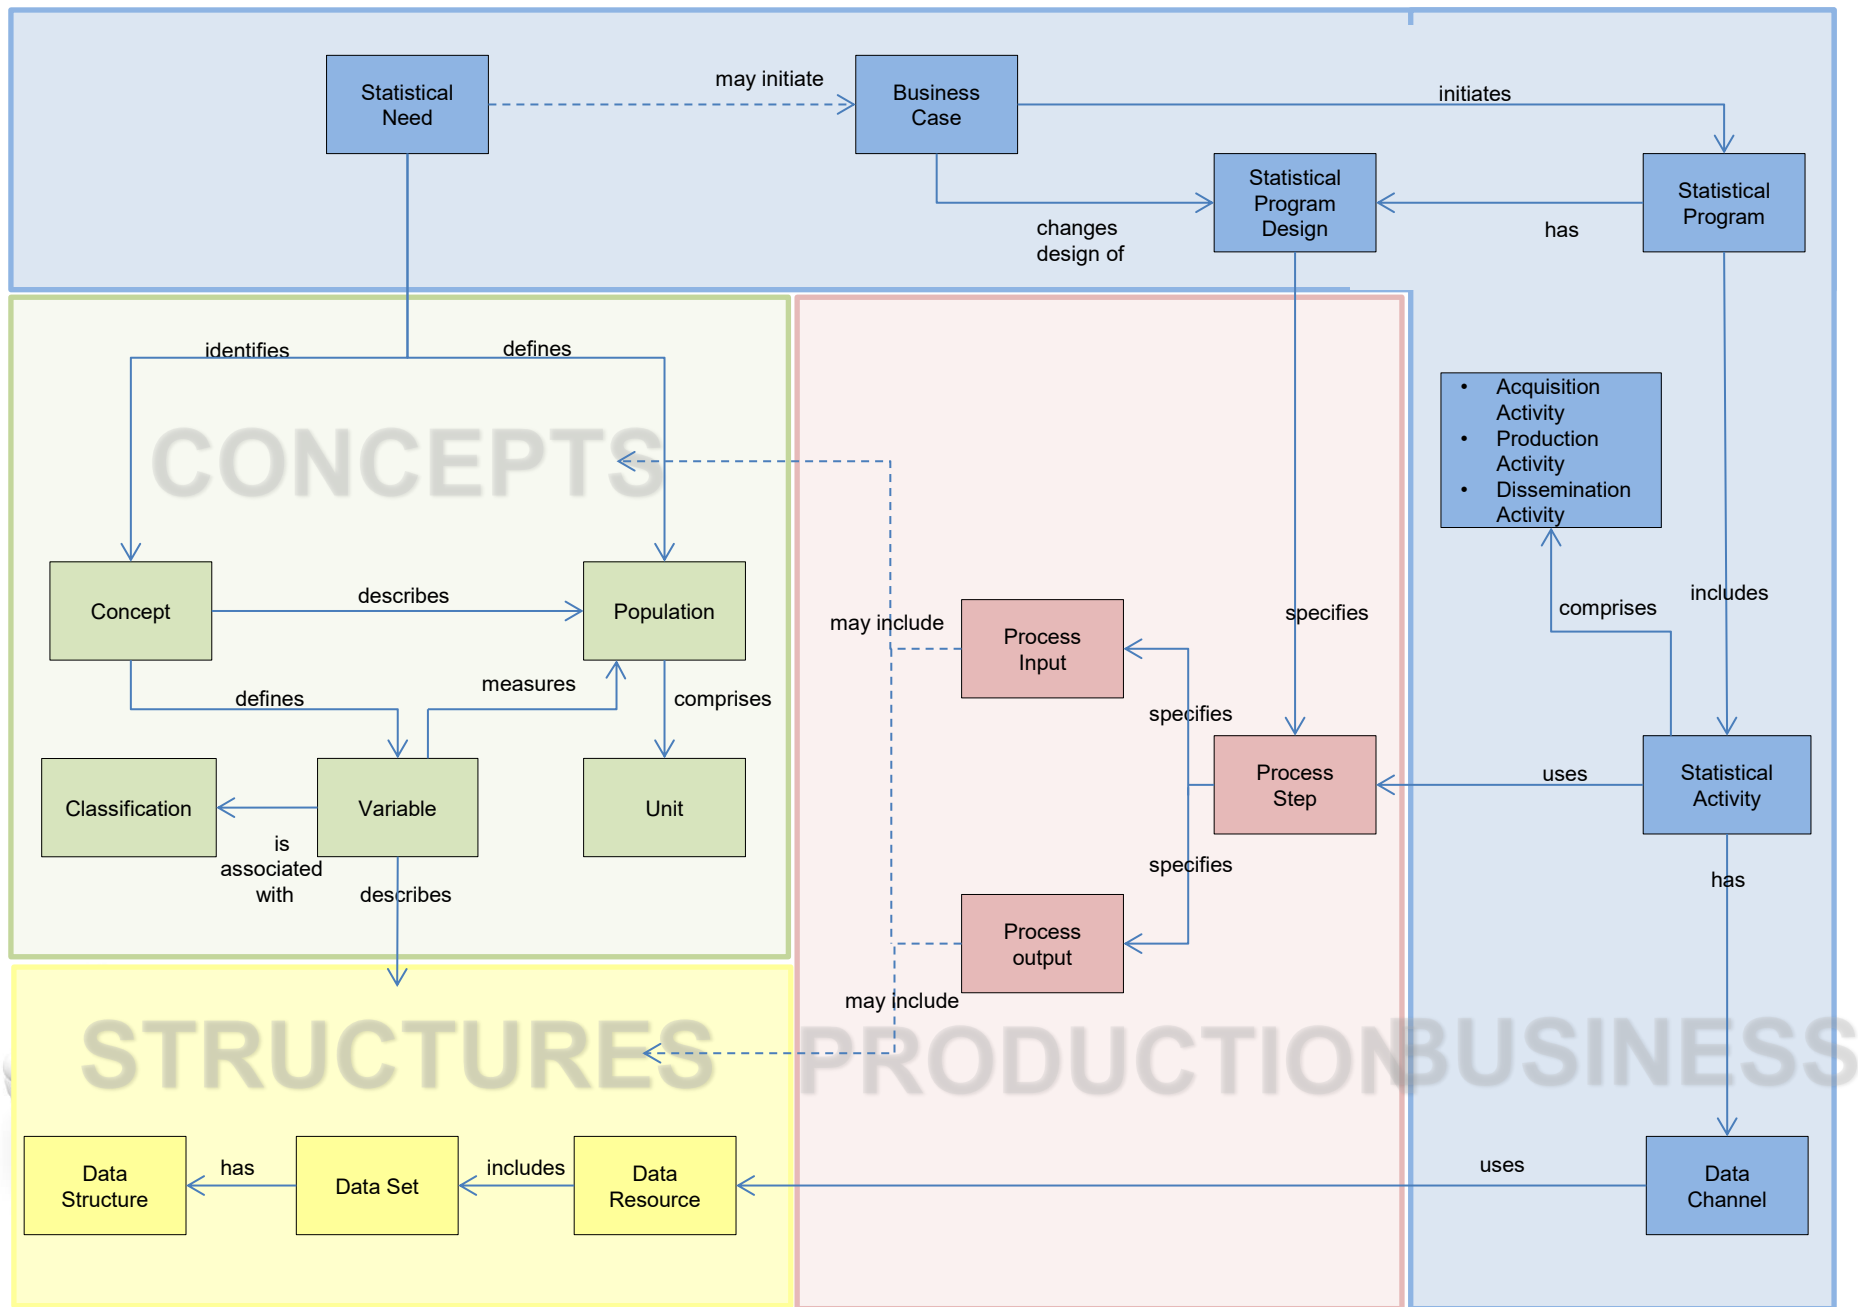 Statistical
Need
may initiate
Business
Case
initiates
Statistical
Program
Design
Statistical
Program
changes
design of
has
identifies
defines
CONCEPTS
• Acquisition
Activity
• Production
Activity
• Dissemination
Activity
Concept
describes
Population
may include
Process
Input
specifies
comprises
includes
defines
measures
comprises
specifies
Classification
Variable
Unit
Process
Step
uses
Statistical
Activity
is
associated
with
describes
specifies
has
Process
output
may include
STRUCTURES
PRODUCTION
BUSINESS
Data
Structure
has
Data Set
includes
Data
Resource
uses
Data
Channel